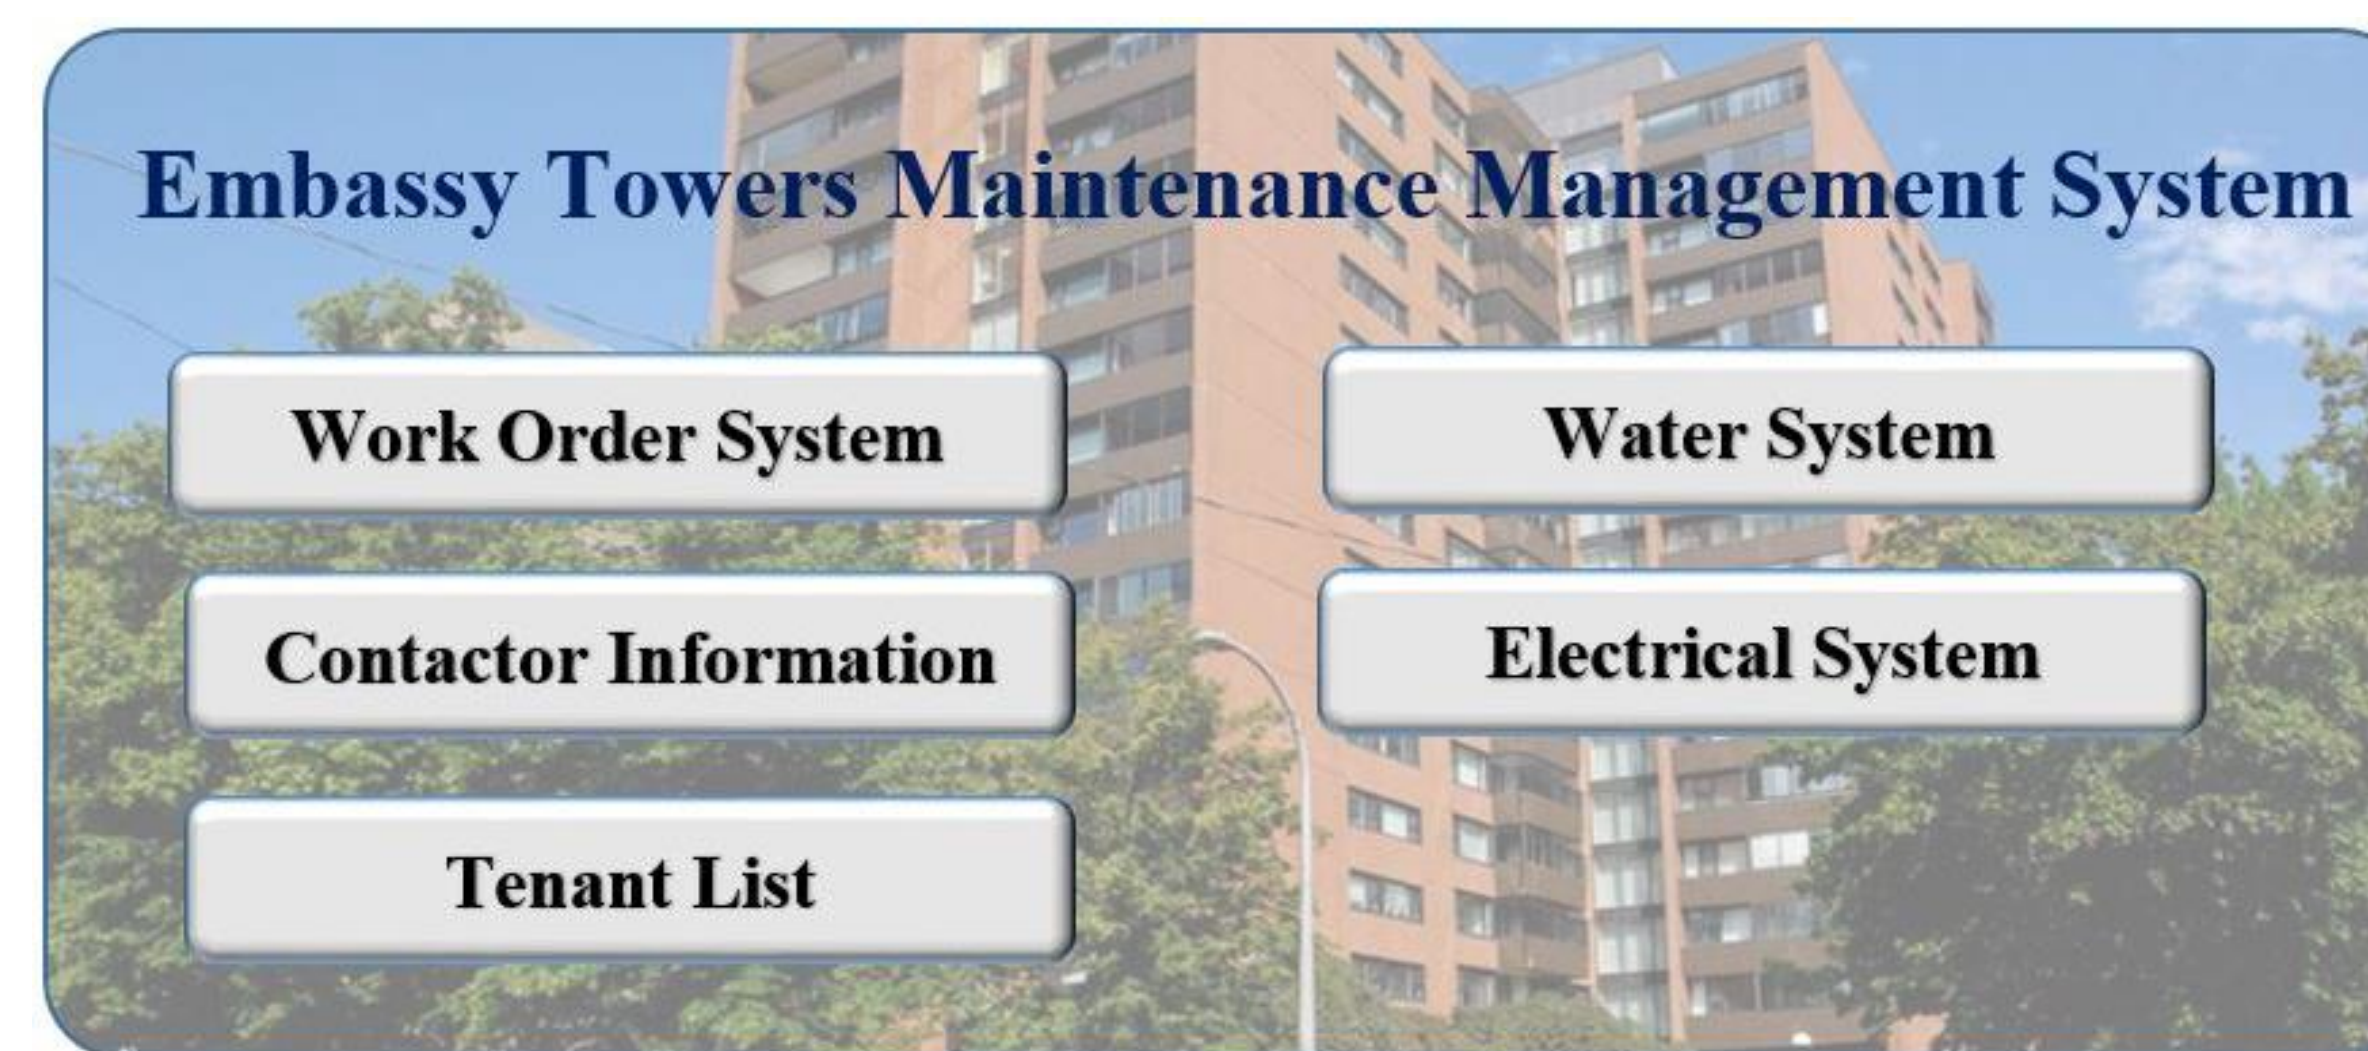 Embassy Towers Maintenance Management System
Work Order System
Water System
Contactor Information
Electrical System
Tenant List